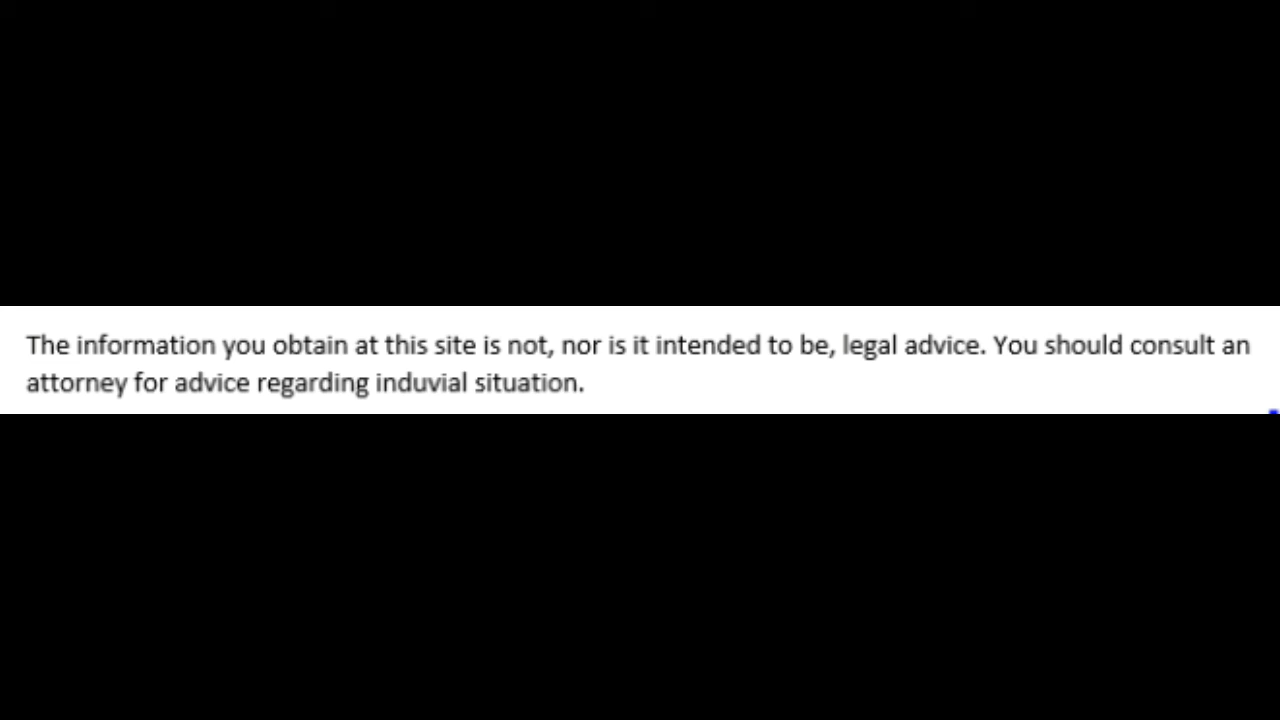 The information you obtain at this site is not, nor is it intended to be, legal advice. You should consult an
attorney for advice regarding induvial situation.